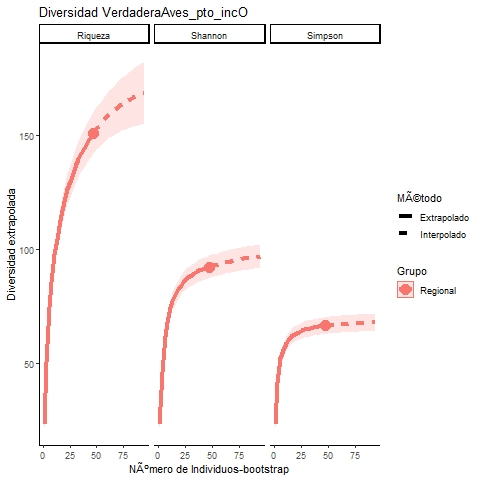 Diversidad VerdaderaAves_pto_incO
Riqueza Shannon Simpson
150
100
50
Diversidad extrapolada
0 25 50 75 0 25 50 75 0 25 50 75
NÃºmero de Individuos-bootstrap
MÃ©todo
Extrapolado
Interpolado
Grupo
Regional